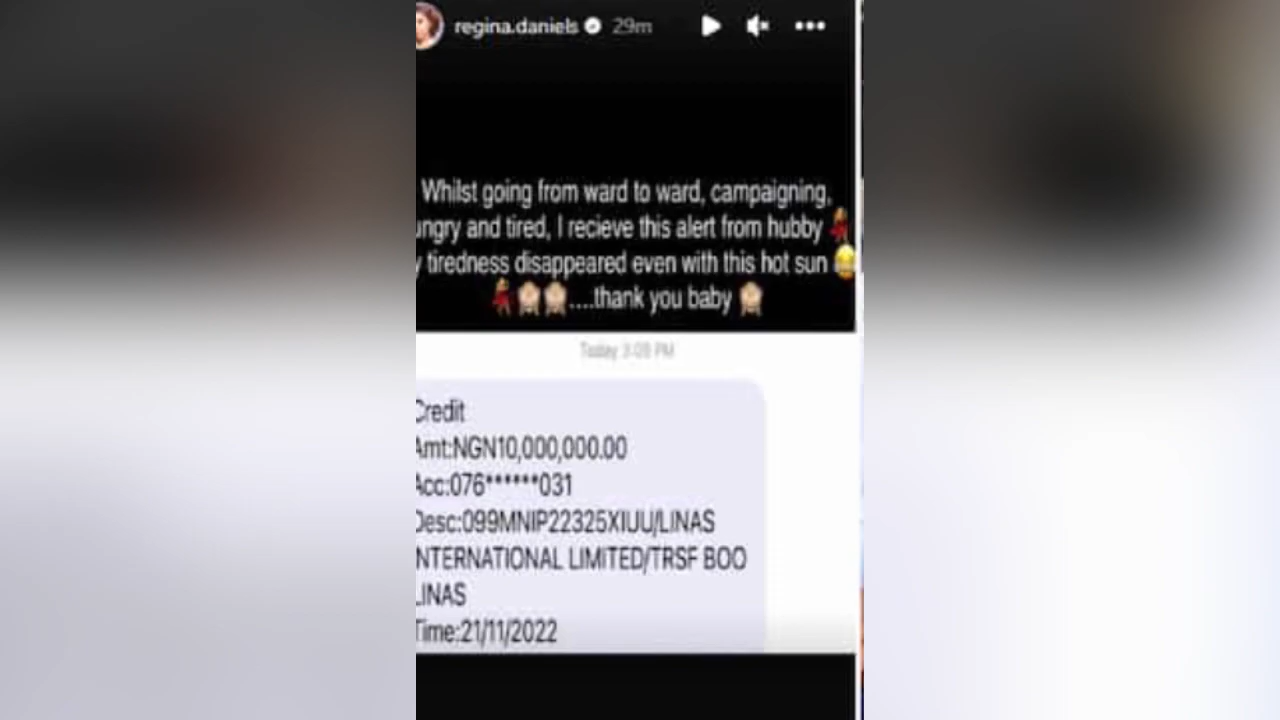 regina.daniels 29m
Whilst going from ward to ward, campaigning,
ungry and tired, I recieve this alert from hubby
y tiredness disappeared even with this hot sun
....thank you baby
Today 3:09 PM
Credit
Amt:NGN10,000,000.00
Acc:076******031
Desc:099MNIP22325XIUU/LINAS
INTERNATIONAL LIMITED/TRSF BOO
LINAS
Time:21/11/2022